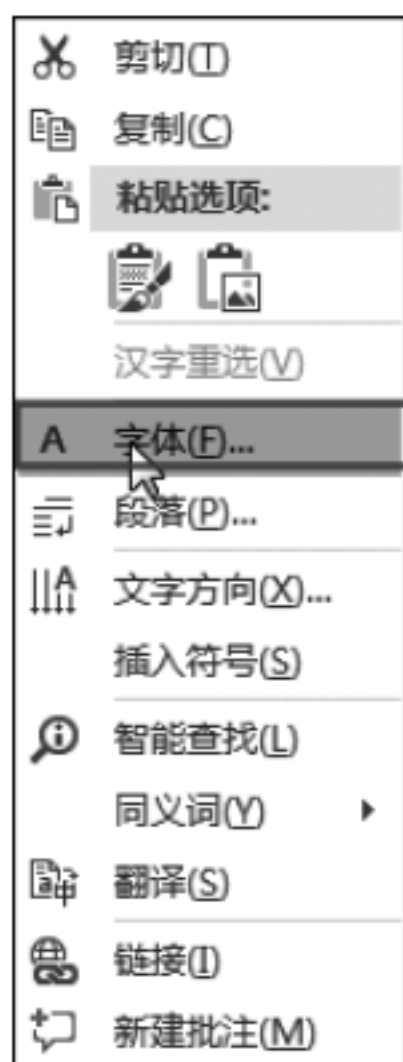 剪切(T)
复制(C)
粘贴选项:
汉字重选(V)
A 字体(F)...
段落(P)...
文字方向(X)...
插入符号(S)
智能查找(L)
同义词(Y)
翻译(S)
链接(I)
新建批注(M)